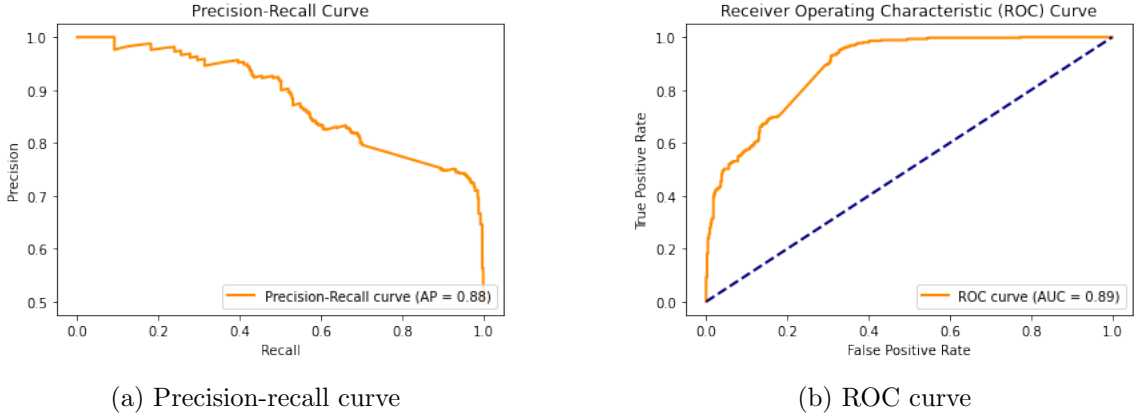 Precision-Recall Curve
1.0
0.9
0.8
0.7
0.6
0.5
Precision
0.0
0.2
0.4
0.6
0.8
1.0
Recall
Precision-Recall curve (AP = 0.88)
(a) Precision-recall curve
Receiver Operating Characteristic (ROC) Curve
1.0
0.8
0.6
0.4
0.2
0.0
True Positive Rate
0.0
0.2
0.4
0.6
0.8
1.0
False Positive Rate
ROC curve (AUC = 0.89)
(b) ROC curve